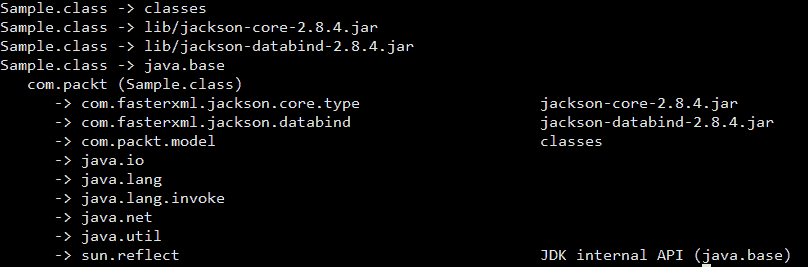 Sample.class -> classes
Sample.class -> lib/jackson-core-2.8.4.jar
Sample.class -> lib/jackson-databind-2.8.4.jar
Sample.class -> java.base
   com.packt (Sample.class)
      -> com.fasterxml.jackson.core.type                    jackson-core-2.8.4.jar
      -> com.fasterxml.jackson.databind                     jackson-databind-2.8.4.jar
      -> com.packt.model                                    classes
      -> java.io
      -> java.lang
      -> java.lang.invoke
      -> java.net
      -> java.util
      -> sun.reflect                                        JDK internal API (java.base)